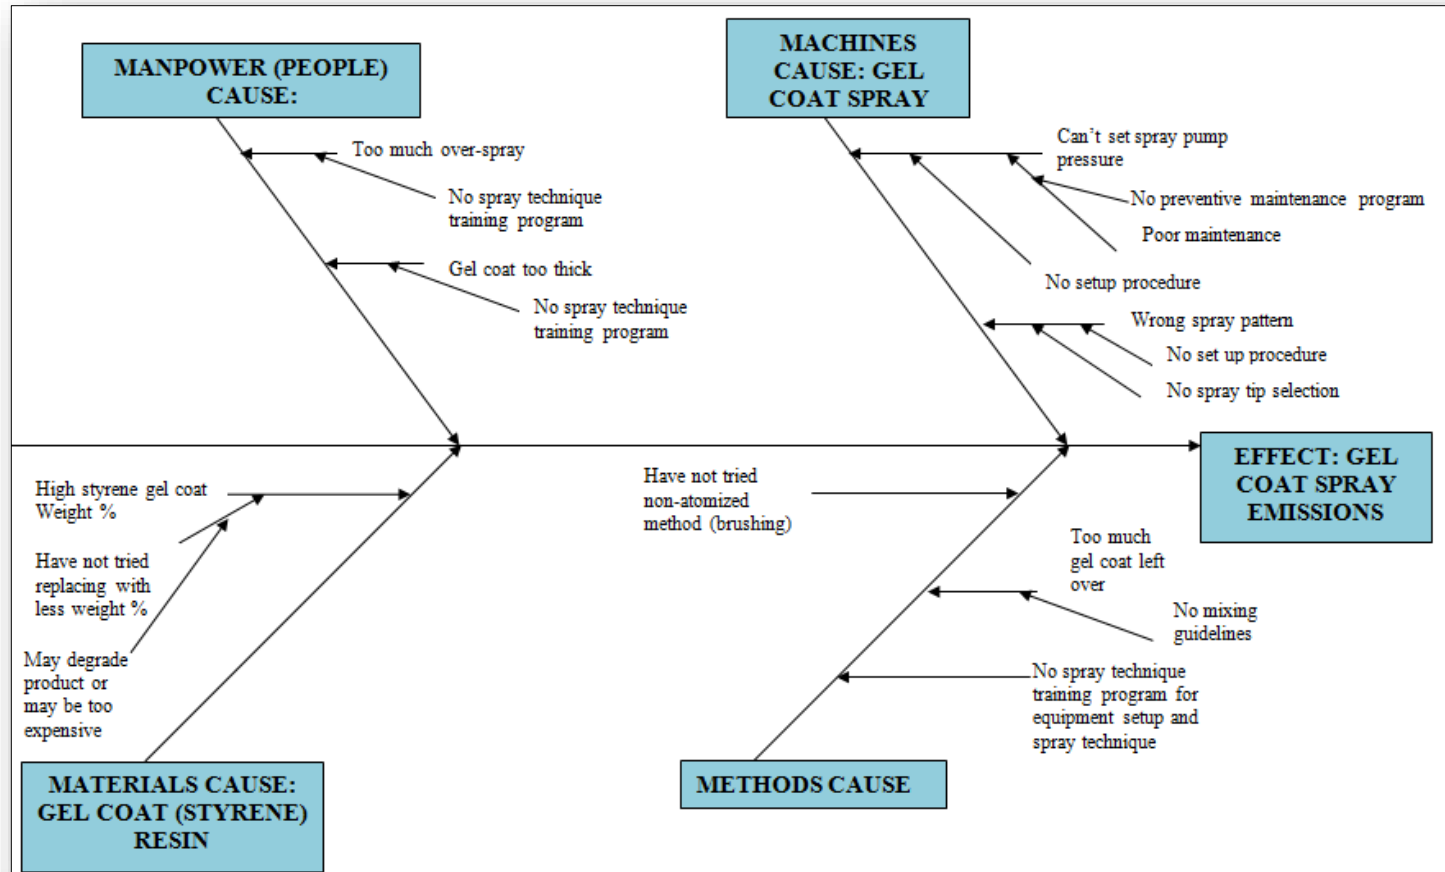 MANPOWER (PEOPLE)
CAUSE:
Too much over-spray
No spray technique
training program
Gel coat too thick
No spray technique
training program
MACHINES
CAUSE: GEL
COAT SPRAY
Can't set spray pump
pressure
No preventive maintenance program
Poor maintenance
No setup procedure
Wrong spray pattern
No set up procedure
No spray tip selection
EFFECT: GEL
COAT SPRAY
EMISSIONS
High styrene gel coat
Weight %
Have not tried
replacing with
less weight %
May degrade
product or
may be too
expensive
MATERIALS CAUSE:
GEL COAT (STYRENE)
RESIN
Have not tried
non-atomized
method (brushing)
Too much
gel coat left
over
No mixing
guidelines
No spray technique
training program for
equipment setup and
spray technique
METHODS CAUSE